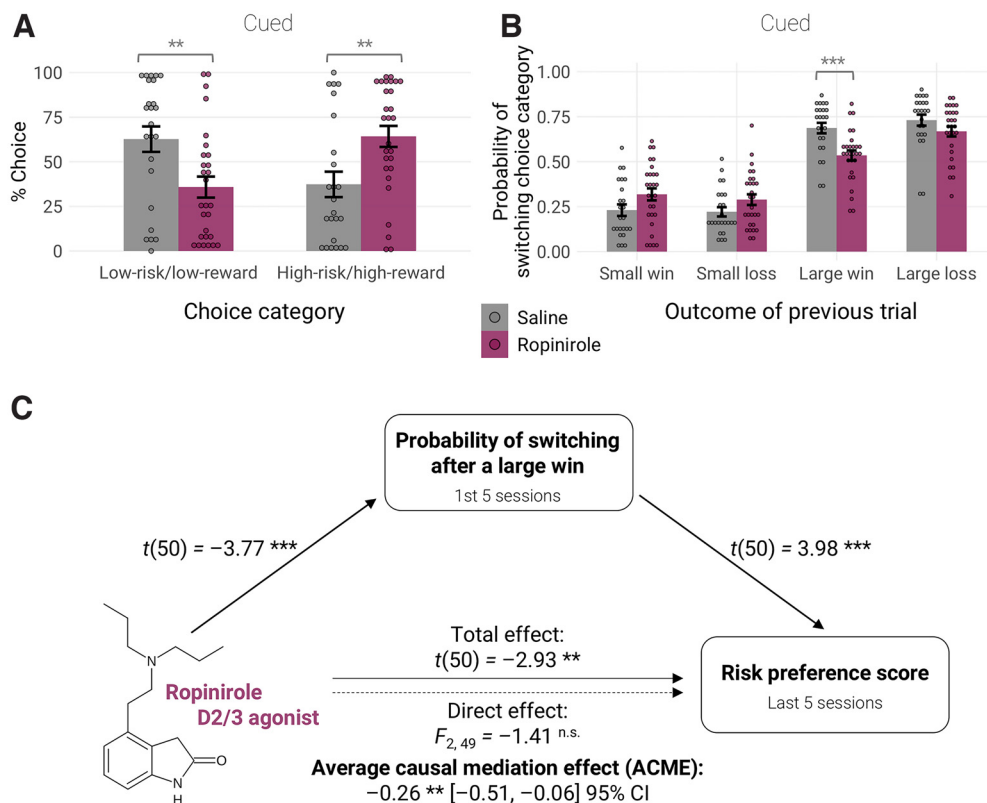 A
Cued
**
**
% Choice
100
75
50
25
0
Low-risk/low-reward
High-risk/high-reward
Choice category
B
Cued
***
Probability of
switching choice category
1.00
0.75
0.50
0.25
0.00
Small win
Small loss
Large win
Large loss
Outcome of previous trial
Saline
Ropinirole
C
Probability of switching
after a large win
1st 5 sessions
t(50) = −3.77 ***
t(50) = 3.98 ***
Total effect:
t(50) = −2.93 **
Direct effect:
F2, 49 = −1.41 n.s.
Average causal mediation effect (ACME):
−0.26 ** [−0.51, −0.06] 95% CI
Risk preference score
Last 5 sessions
N
Ropinirole
D2/3 agonist
O
N
H